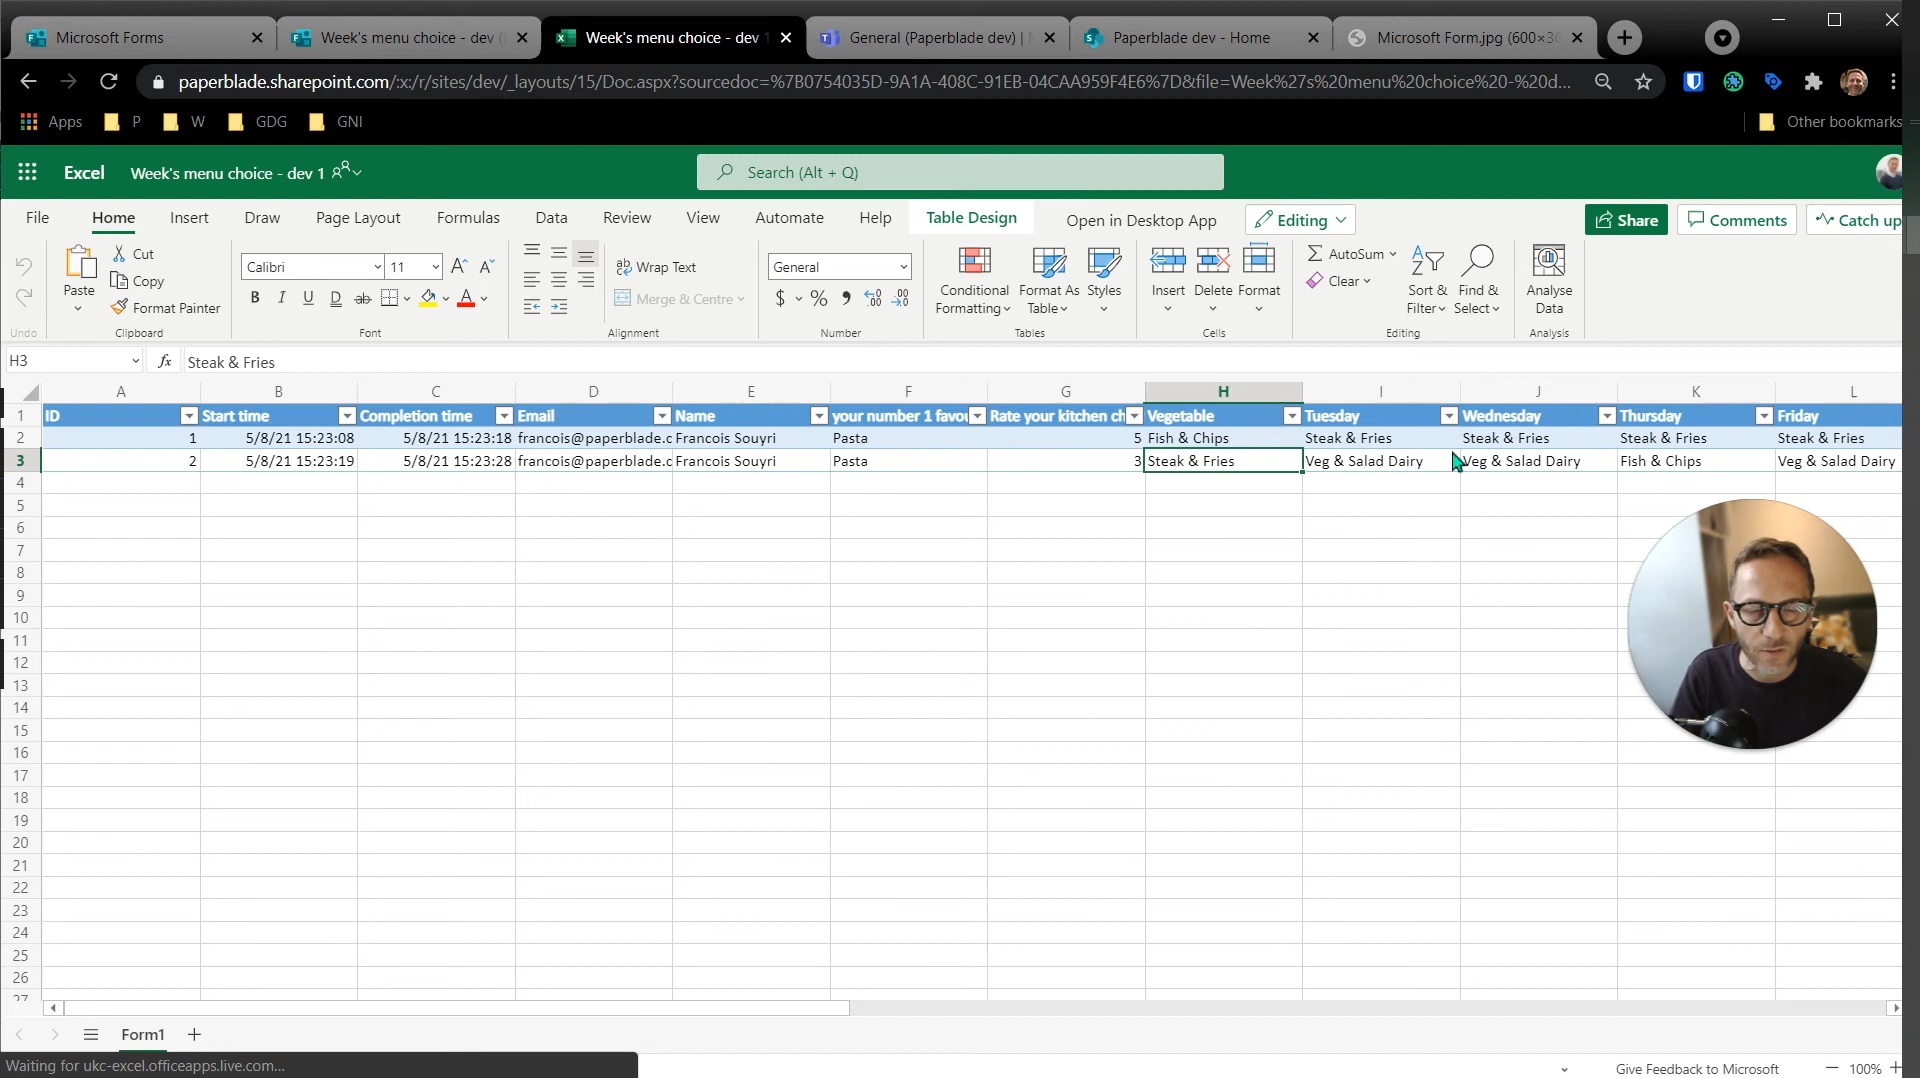 Microsoft Forms
Week's menu choice - dev (
Week's menu choice - dev 1
General (Paperblade dev) |
Paperblade dev - Home
Microsoft Form.jpg (600×36
paperblade.sharepoint.com/:x:/r/sites/dev/_layouts/15/Doc.aspx?sourcedoc=%7B0754035D-9A1A-408C-91EB-04CAA959F4E6%7D&file=Week%27s%20menu%20choice%20-%20d...
Apps P W GDG GNI Other bookmarks
Excel Week's menu choice - dev 1 Search (Alt + Q)
File Home Insert Draw Page Layout Formulas Data Review View Automate Help Table Design Open in Desktop App Editing Share Comments Catch up
Paste Cut
Copy
Format Painter
Calibri 11
B I U D ab A
Wrap Text
Merge & Centre
General
$ % 9
Conditional Formatting
Format As Table
Styles
Insert Delete Format
AutoSum
Clear
Sort & Filter
Find & Select
Analyse Data
Undo Clipboard Font Alignment Number Tables Cells Editing Analysis
H3 fx Steak & Fries
A B C D E F G H I J K L
1 ID Start time Completion time Email Name your number 1 favou Rate your kitchen ch Vegetable Tuesday Wednesday Thursday Friday
2 1 5/8/21 15:23:08 5/8/21 15:23:18 francois@paperblade.c Francois Souyri Pasta 5 Fish & Chips Steak & Fries Steak & Fries Steak & Fries Steak & Fries
3 2 5/8/21 15:23:19 5/8/21 15:23:28 francois@paperblade.c Francois Souyri Pasta 3 Steak & Fries Veg & Salad Dairy Veg & Salad Dairy Fish & Chips Veg & Salad Dairy
4
5
6
7
8
9
10
11
12
13
14
15
16
17
18
19
20
21
22
23
24
25
26
27
Form1
Waiting for ukc-excel.officeapps.live.com...
Give Feedback to Microsoft 100%